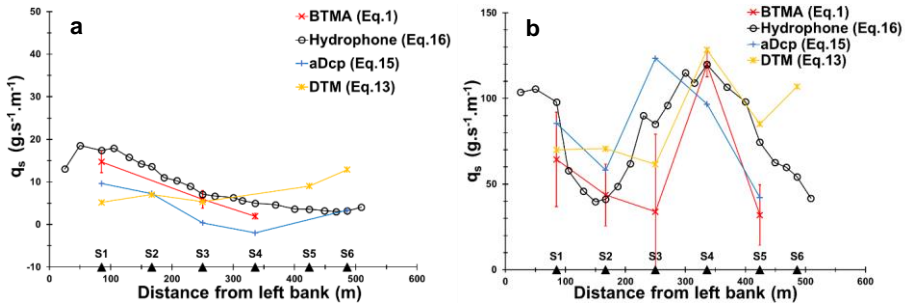 a
BTMA (Eq.1)
Hydrophone (Eq.16)
aDcp (Eq.15)
DTM (Eq.13)
50
40
30
20
10
0
-10
qs (g.s-1.m-1)
S1 S2 S3 S4 S5 S6
0 100 200 300 400 500 600
Distance from left bank (m)
b
BTMA (Eq.1)
Hydrophone (Eq.16)
aDcp (Eq.15)
DTM (Eq.13)
150
100
50
0
qs (g.s-1.m-1)
S1 S2 S3 S4 S5 S6
0 100 200 300 400 500 600
Distance from left bank (m)